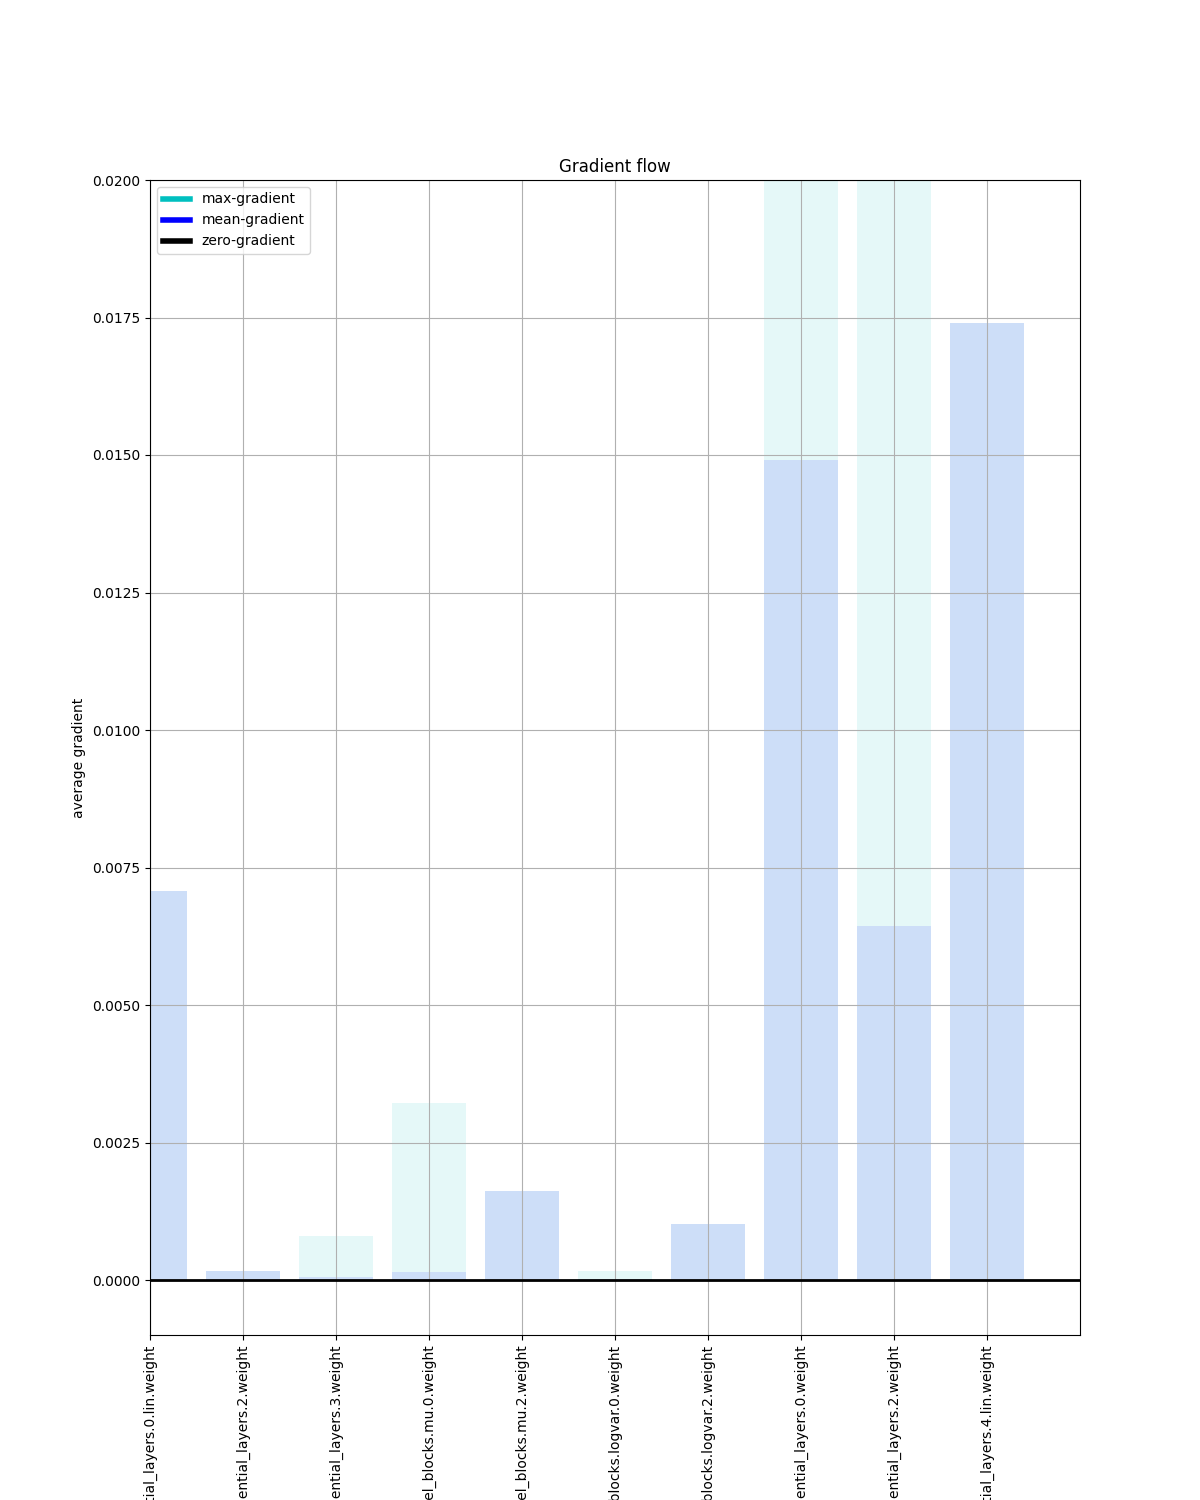 Gradient flow
max-gradient
mean-gradient
zero-gradient
0.0200
0.0175
0.0150
0.0125
0.0100
0.0075
0.0050
0.0025
0.0000
average gradient
tial_layers.0.lin.weight
ential_layers.2.weight
ential_layers.3.weight
el_blocks.mu.0.weight
el_blocks.mu.2.weight
blocks.logvar.0.weight
blocks.logvar.2.weight
ential_layers.0.weight
ential_layers.2.weight
tial_layers.4.lin.weight